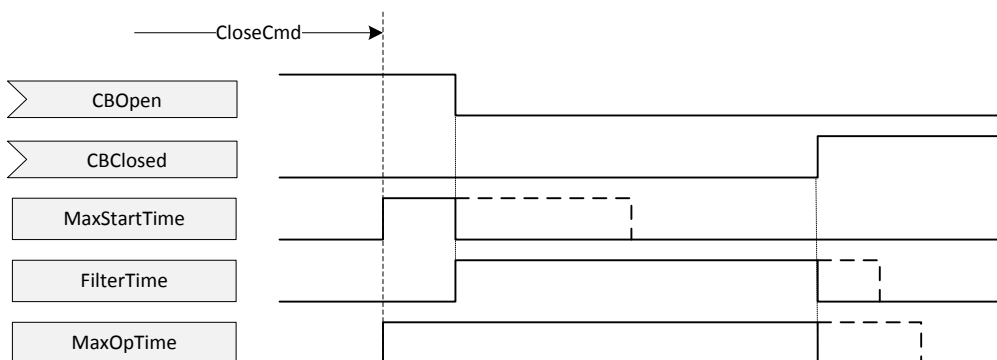 CloseCmd
CBOpen
CBClosed
MaxStartTime
FilterTime
MaxOpTime